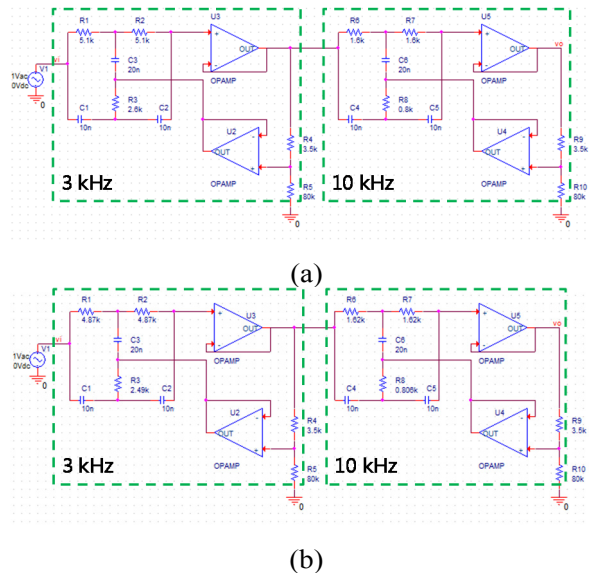 R1
5.1k
R2
5.1k
U3
+
-
OUT
OPAMP
vi
V1
1Vac
0Vdc
0
C3
20n
R3
2.6k
C1
10n
C2
10n
U2
-
+
OUT
OPAMP
R4
3.5k
R5
80k
0
3 kHz
R6
1.6k
R7
1.6k
U5
+
-
OUT
OPAMP
vo
C6
20n
R8
0.8k
C4
10n
C5
10n
U4
-
+
OUT
OPAMP
R9
3.5k
R10
80k
0
10 kHz
(a)
R1
4.87k
R2
4.87k
U3
+
-
OUT
OPAMP
vi
V1
1Vac
0Vdc
0
C3
20n
R3
2.49k
C1
10n
C2
10n
U2
-
+
OUT
OPAMP
R4
3.5k
R5
80k
0
3 kHz
R6
1.62k
R7
1.62k
U5
+
-
OUT
OPAMP
vo
C6
20n
R8
0.806k
C4
10n
C5
10n
U4
-
+
OUT
OPAMP
R9
3.5k
R10
80k
0
10 kHz
(b)